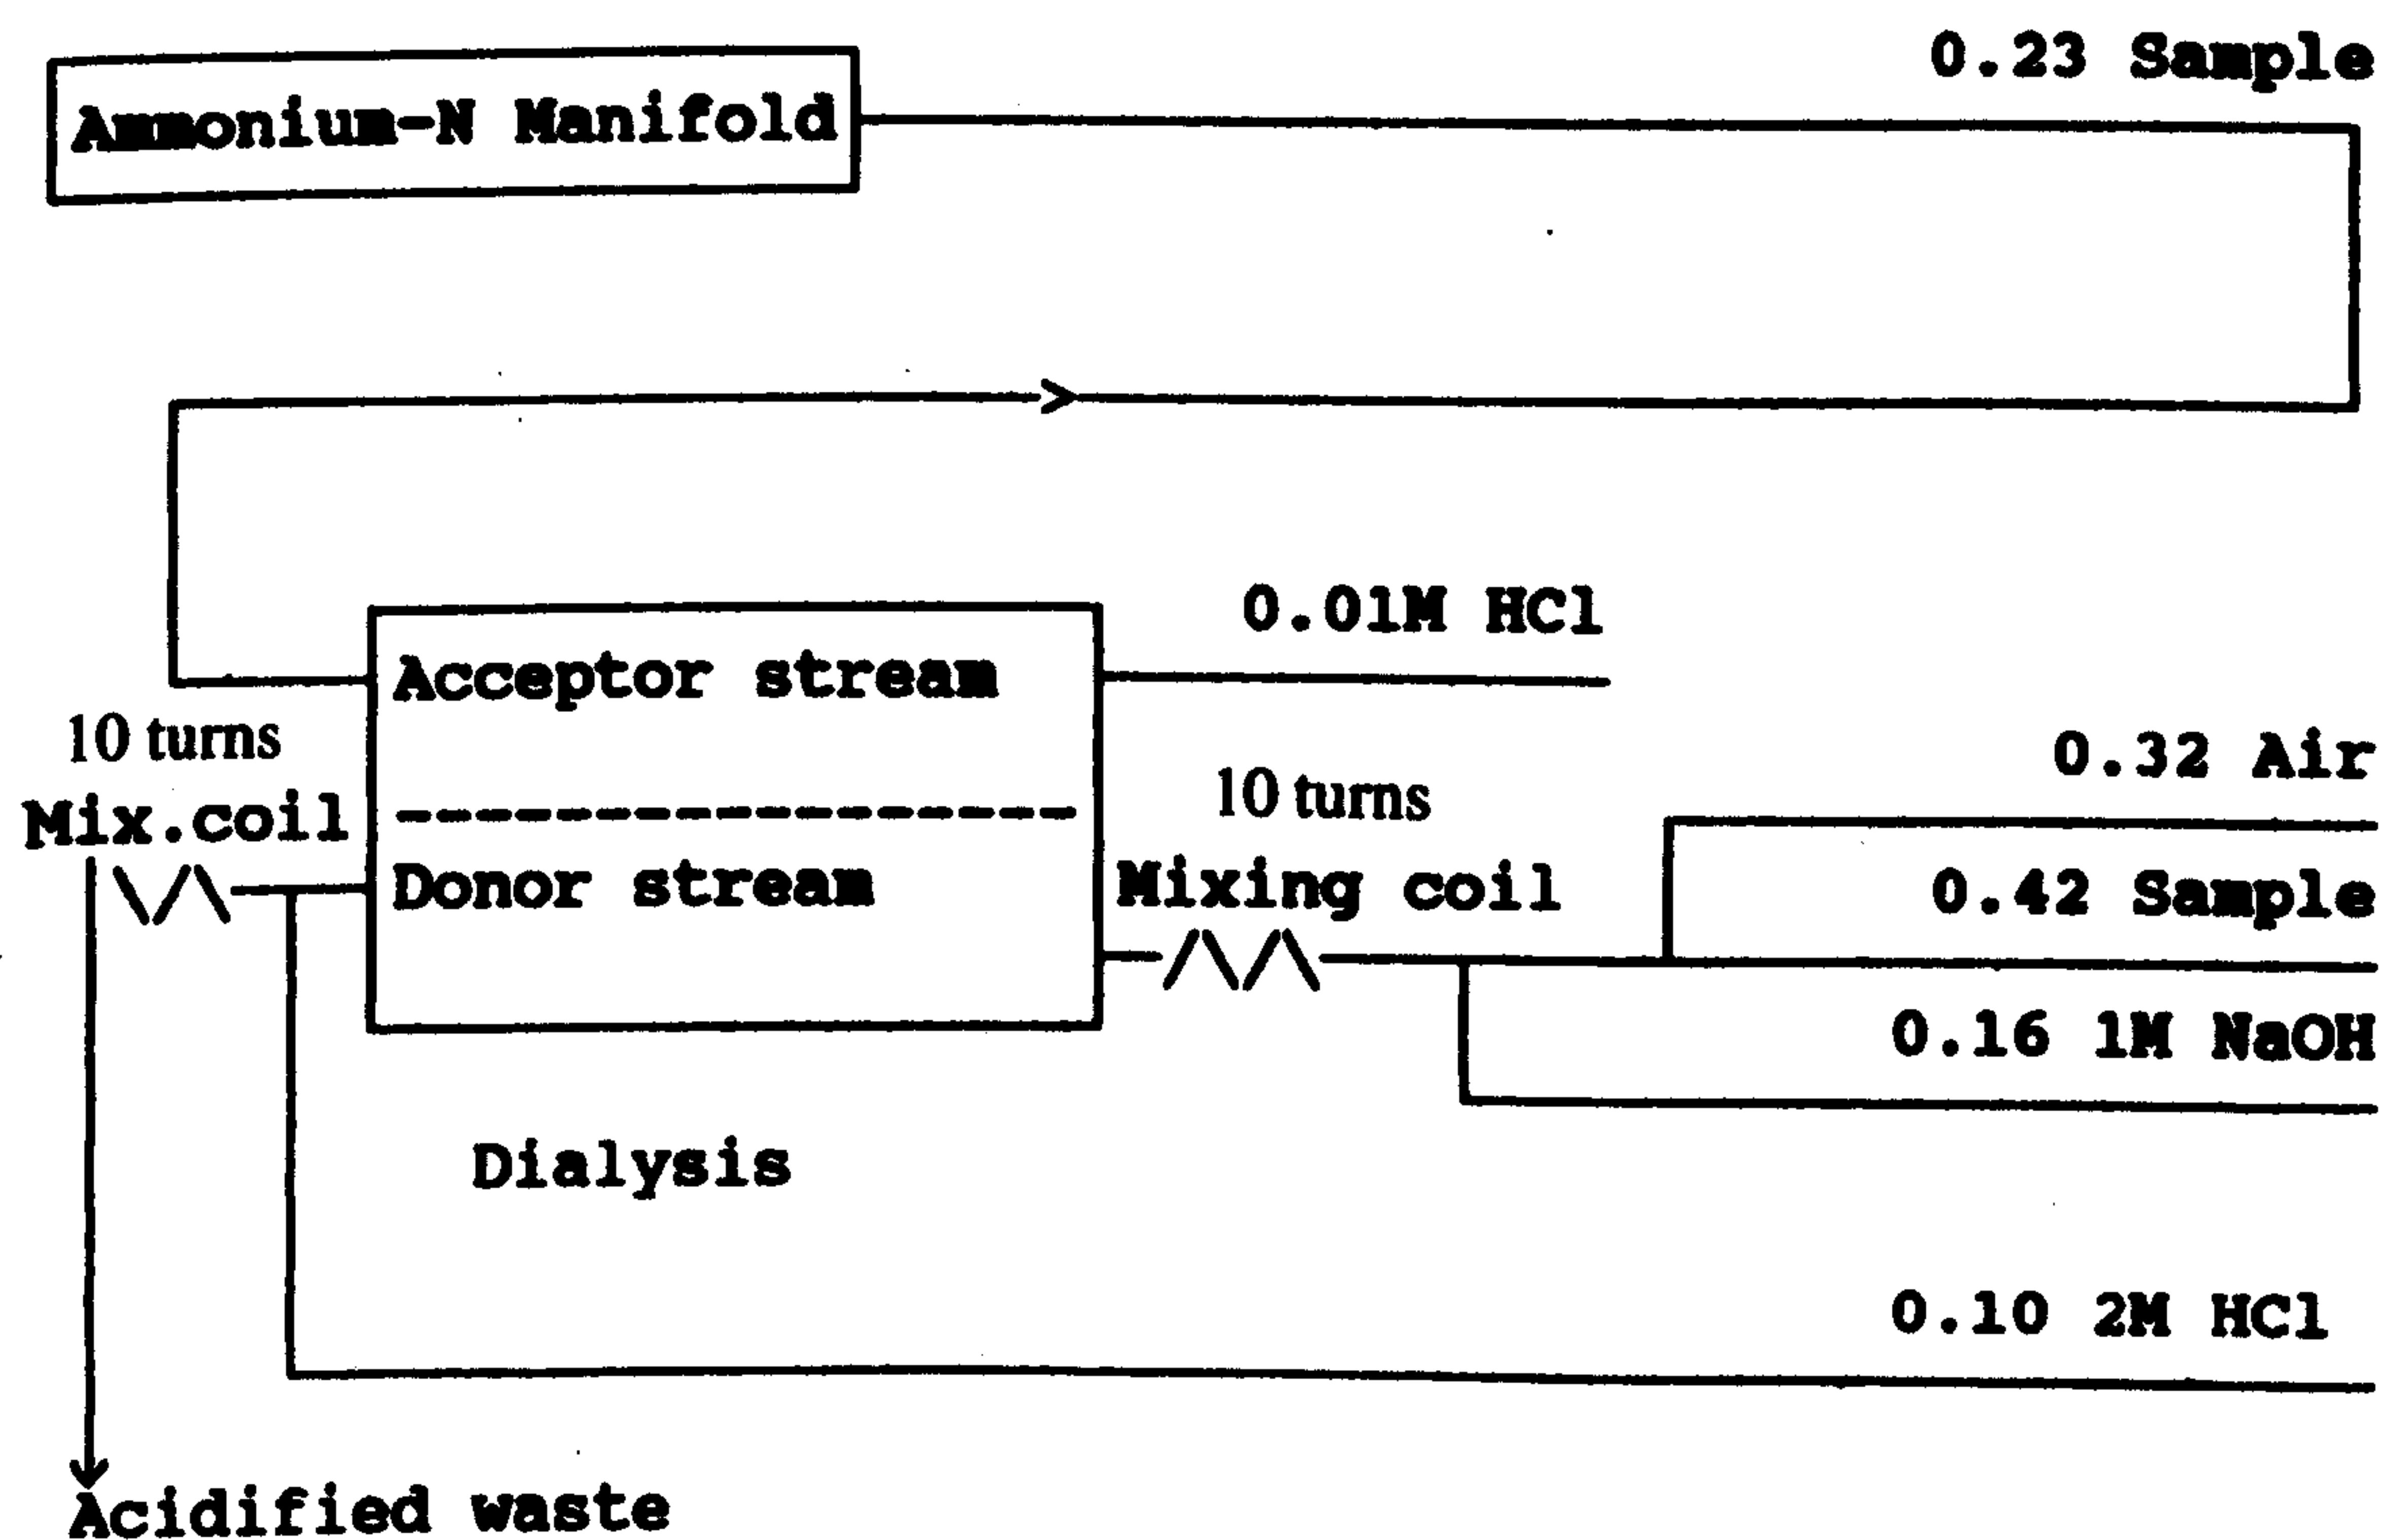 0.23 Sample
Ammonium-N Manifold
0.01M HCl
Acceptor stream
10 turns
Mix.coil
0.32 Air
10 turns
Mixing coil
Donor stream
0.42 Sample
0.16 1M NaOH
Dialysis
0.10 2M HCl
Acidified waste